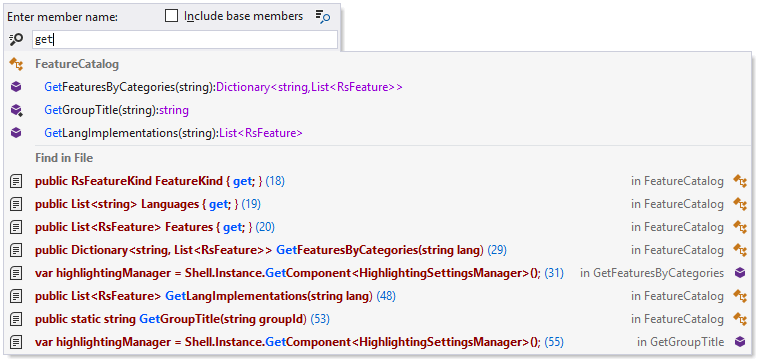 Enter member name: Include base members
get
FeatureCatalog
GetFeaturesByCategories(string):Dictionary<string,List<RsFeature>>
GetGroupTitle(string):string
GetLangImplementations(string):List<RsFeature>
Find in File
public RsFeatureKind FeatureKind { get; } (18) in FeatureCatalog
public List<string> Languages { get; } (19) in FeatureCatalog
public List<RsFeature> Features { get; } (20) in FeatureCatalog
public Dictionary<string, List<RsFeature>> GetFeaturesByCategories(string lang) (29) in FeatureCatalog
var highlightingManager = Shell.Instance.GetComponent<HighlightingSettingsManager>(); (31) in GetFeaturesByCategories
public List<RsFeature> GetLangImplementations(string lang) (48) in FeatureCatalog
public static string GetGroupTitle(string groupId) (53) in FeatureCatalog
var highlightingManager = Shell.Instance.GetComponent<HighlightingSettingsManager>(); (55) in GetGroupTitle